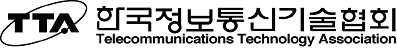 TTA 한국정보통신기술협회
Telecommunications Technology Association